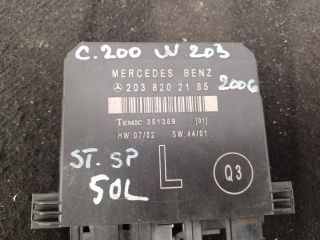 C.200 W 203
MERCEDES BENZ
203 820 21 85
2006
TEMIC 351369 [01]
HW:07/02 SW:44/01
ST. SP
SOL
L
Q3